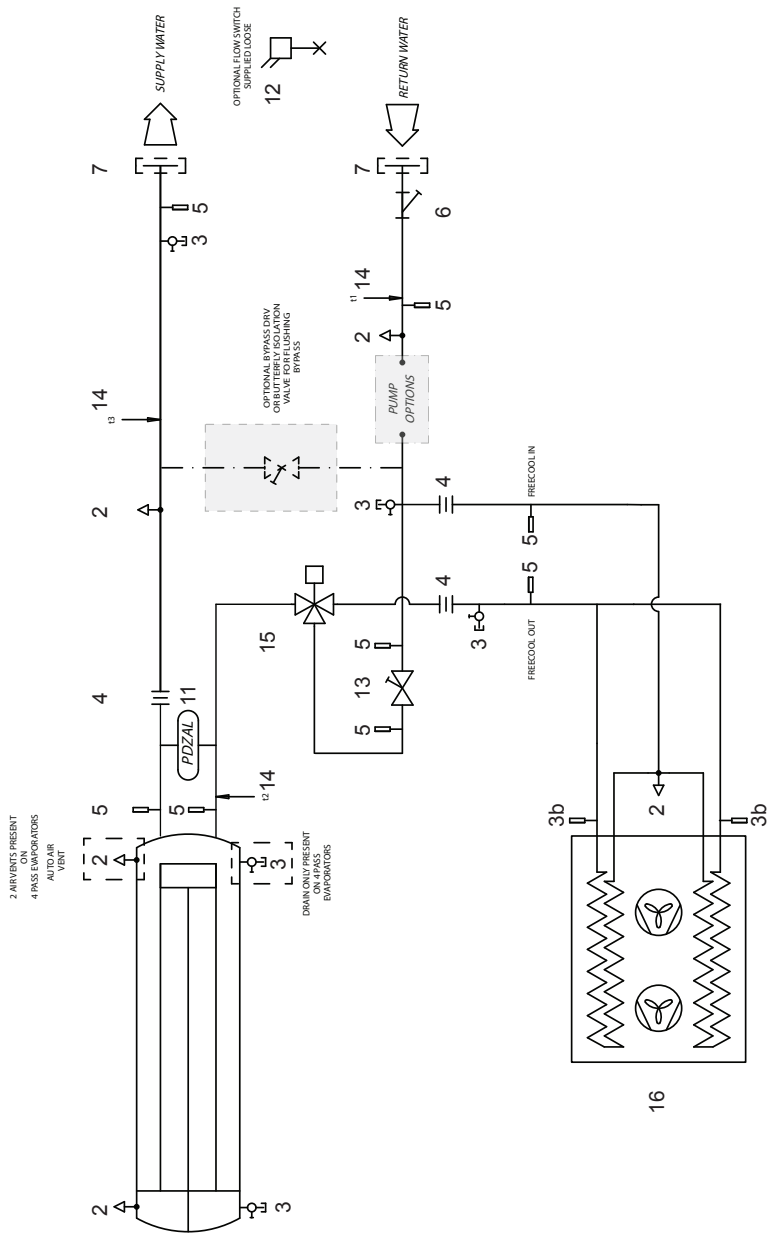 2 AIRVENTS PRESENT
ON
4 PASS EVAPORATORS
AUTO AIR
VENT
2
3
2
3
DRAIN ONLY PRESENT
ON 4 PASS
EVAPORATORS
5
5
t2
14
4
11
PDZAL
2
t3
14
3
5
7
SUPPLY WATER
OPTIONAL FLOW SWITCH
SUPPLIED LOOSE
12
OPTIONAL BYPASS DRV
OR BUTTERFLY ISOLATION
VALVE FOR FLUSHING
BYPASS
RETURN WATER
7
6
t1
14
5
2
PUMP
OPTIONS
3
4
FREECOOL IN
5
5
4
3
FREECOOL OUT
15
5
13
5
3b
2
3b
16